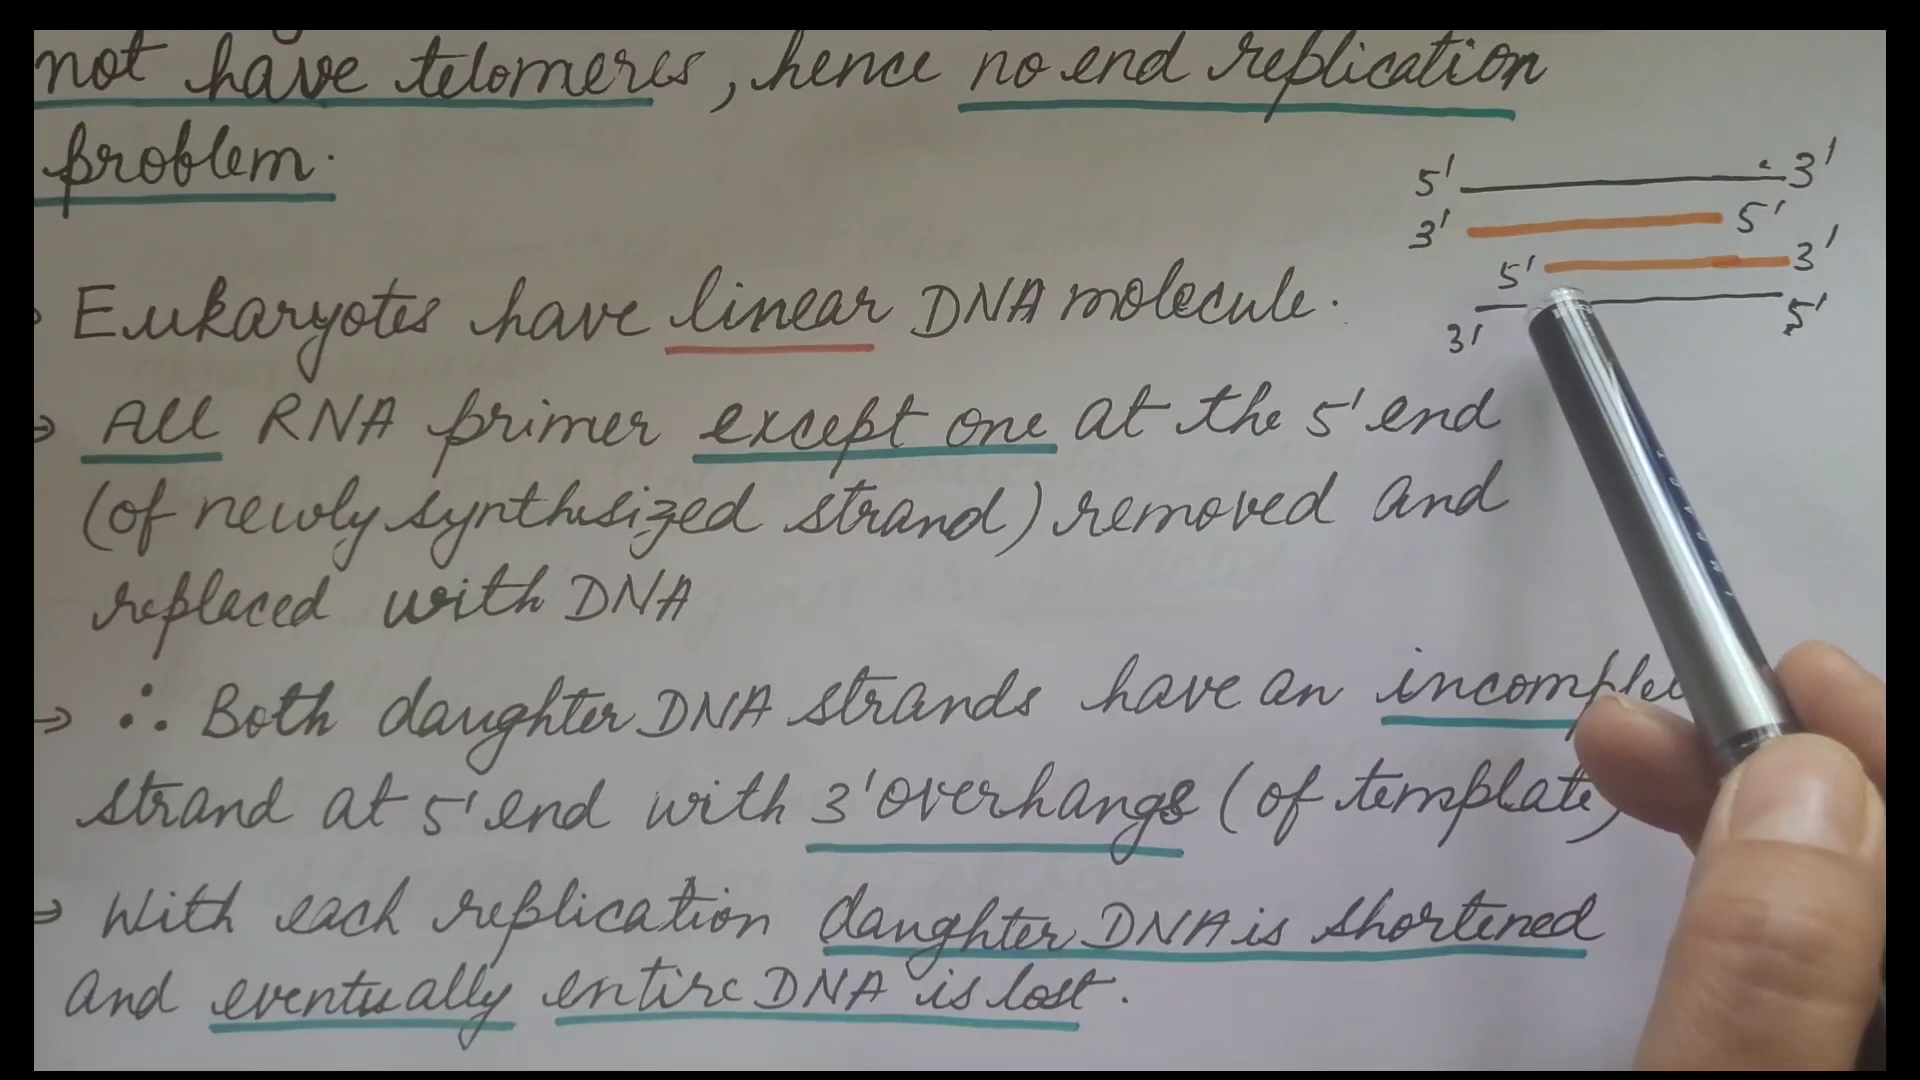 not have telomeres, hence no end replication
problem.
5' 3'
3' 5'
5' 3'
3' 5'
Eukaryotes have linear DNA molecule.
⇒ All RNA primer except one at the 5' end
(of newly synthesized strand) removed and
replaced with DNA
⇒ ∴ Both daughter DNA strands have an incomple
strand at 5' end with 3' overhangs (of template)
⇒ With each replication daughter DNA is shortened
and eventually entire DNA is lost.